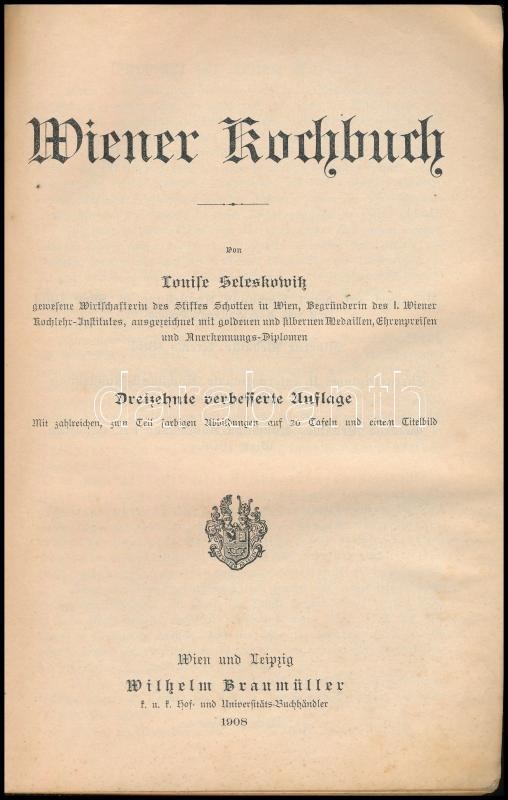 Wiener Kochbuch
Von
Louise Seleskowitz
gewesene Wirtschafterin des Stiftes Schotten in Wien, Begründerin des I. Wiener
Kochlehr-Institutes, ausgezeichnet mit goldenen und silbernen Medaillen, Ehrenpreisen
und Anerkennungs-Diplomen
Dreizehnte verbesserte Auflage
darabanth
Mit zahlreichen, zum Teil farbigen Abbildungen auf 26 Tafeln und einem Titelbild
Wien und Leipzig
Wilhelm Braumüller
k. u. k. Hof- und Universitäts-Buchhändler
1908